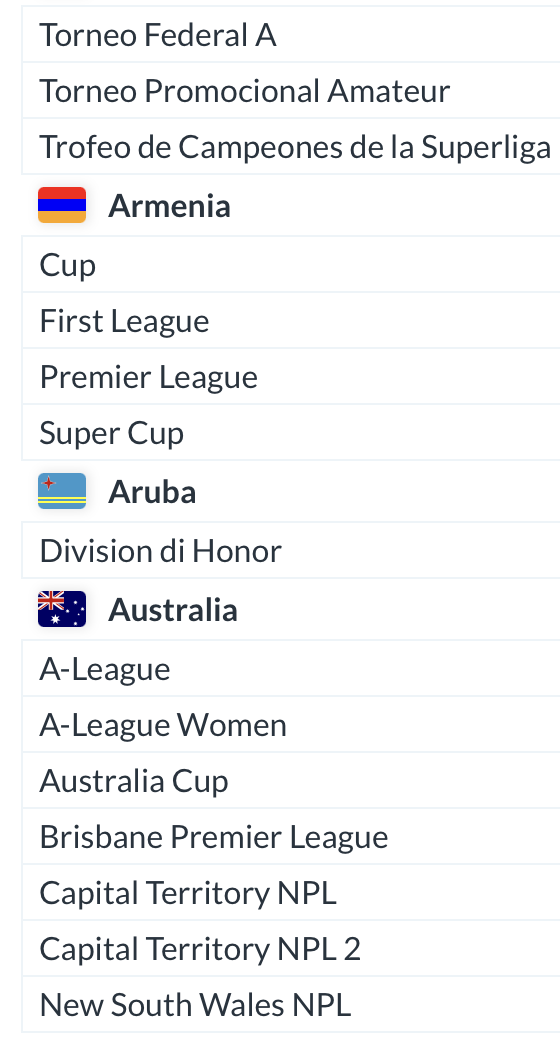 Torneo Federal A
Torneo Promocional Amateur
Trofeo de Campeones de la Superliga
Armenia
Cup
First League
Premier League
Super Cup
Aruba
Division di Honor
Australia
A-League
A-League Women
Australia Cup
Brisbane Premier League
Capital Territory NPL
Capital Territory NPL 2
New South Wales NPL